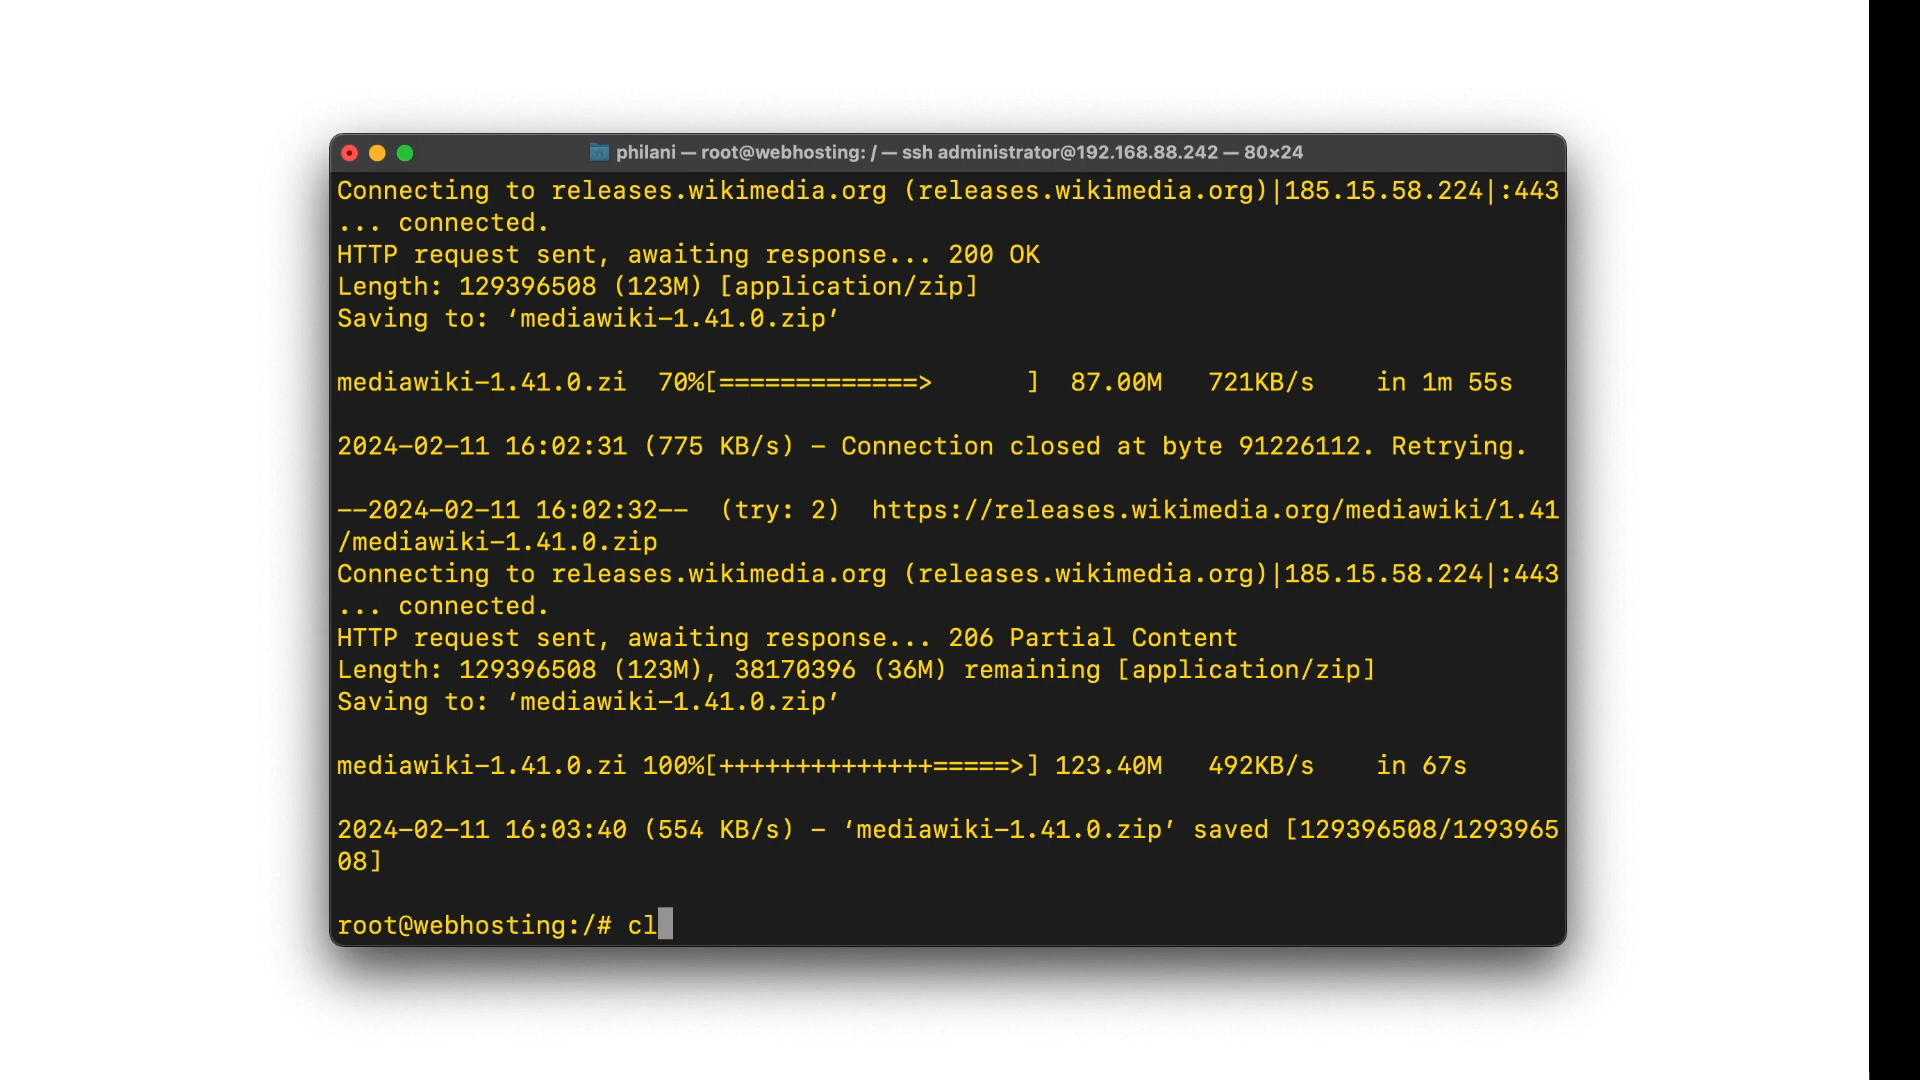 philani — root@webhosting: / — ssh administrator@192.168.88.242 — 80×24
Connecting to releases.wikimedia.org (releases.wikimedia.org)|185.15.58.224|:443
... connected.
HTTP request sent, awaiting response... 200 OK
Length: 129396508 (123M) [application/zip]
Saving to: ‘mediawiki-1.41.0.zip’
mediawiki-1.41.0.zi  70%[=============>      ]  87.00M   721KB/s    in 1m 55s
2024-02-11 16:02:31 (775 KB/s) - Connection closed at byte 91226112. Retrying.
--2024-02-11 16:02:32--  (try: 2)  https://releases.wikimedia.org/mediawiki/1.41
/mediawiki-1.41.0.zip
Connecting to releases.wikimedia.org (releases.wikimedia.org)|185.15.58.224|:443
... connected.
HTTP request sent, awaiting response... 206 Partial Content
Length: 129396508 (123M), 38170396 (36M) remaining [application/zip]
Saving to: ‘mediawiki-1.41.0.zip’
mediawiki-1.41.0.zi 100%[++++++++++++++=====>] 123.40M   492KB/s    in 67s
2024-02-11 16:03:40 (554 KB/s) - ‘mediawiki-1.41.0.zip’ saved [129396508/1293965
08]
root@webhosting:/# cl